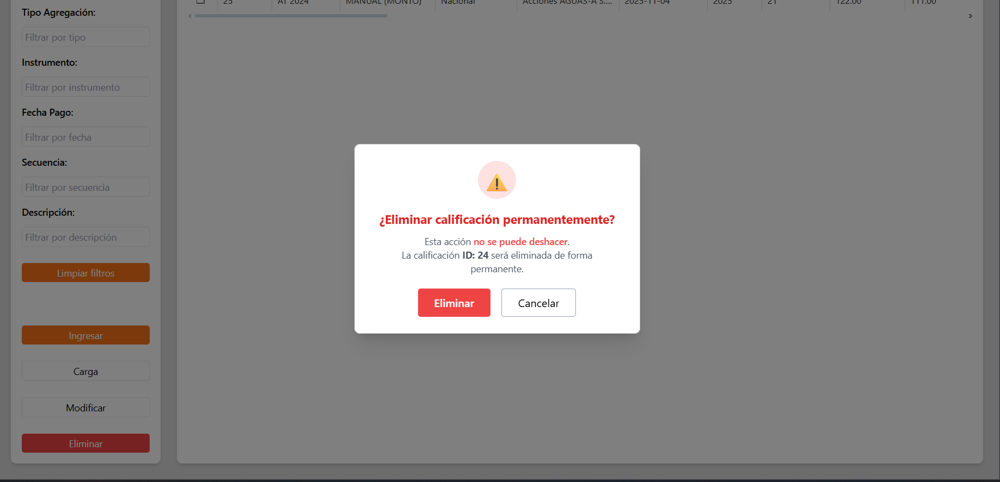 25 AT 2024 MANUAL (MONTO) Nacional Acciones AGUAS-A S.... 2025-11-04 2025 21 122.00 111.00
Tipo Agregación:
Filtrar por tipo
Instrumento:
Filtrar por instrumento
Fecha Pago:
Filtrar por fecha
Secuencia:
Filtrar por secuencia
Descripción:
Filtrar por descripción
Limpiar filtros
Ingresar
Carga
Modificar
Eliminar
¿Eliminar calificación permanentemente?
Esta acción no se puede deshacer.
La calificación ID: 24 será eliminada de forma
permanente.
Eliminar Cancelar